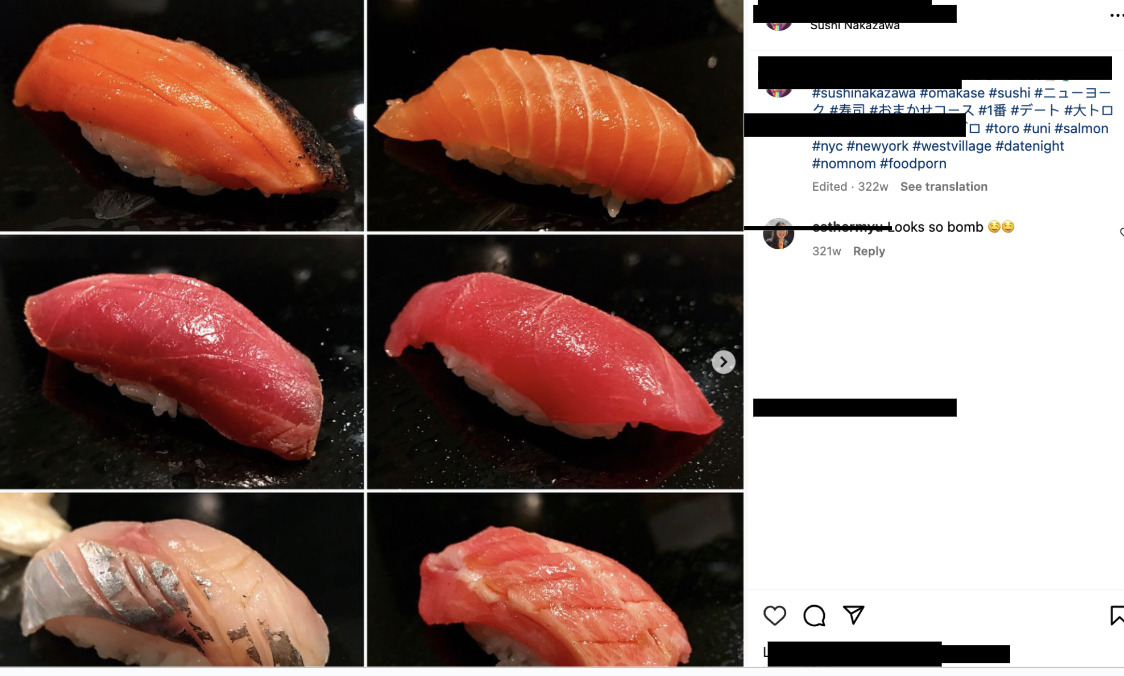 Sushi Nakazawa
#sushinakazawa #omakase #sushi #ニューヨー
ク #寿司 #おまかせコース #1番 #デート #大トロ
ロ #toro #uni #salmon
#nyc #newyork #westvillage #datenight
#nomnom #foodporn
Edited · 322w See translation
Looks so bomb 😋😋
321w Reply